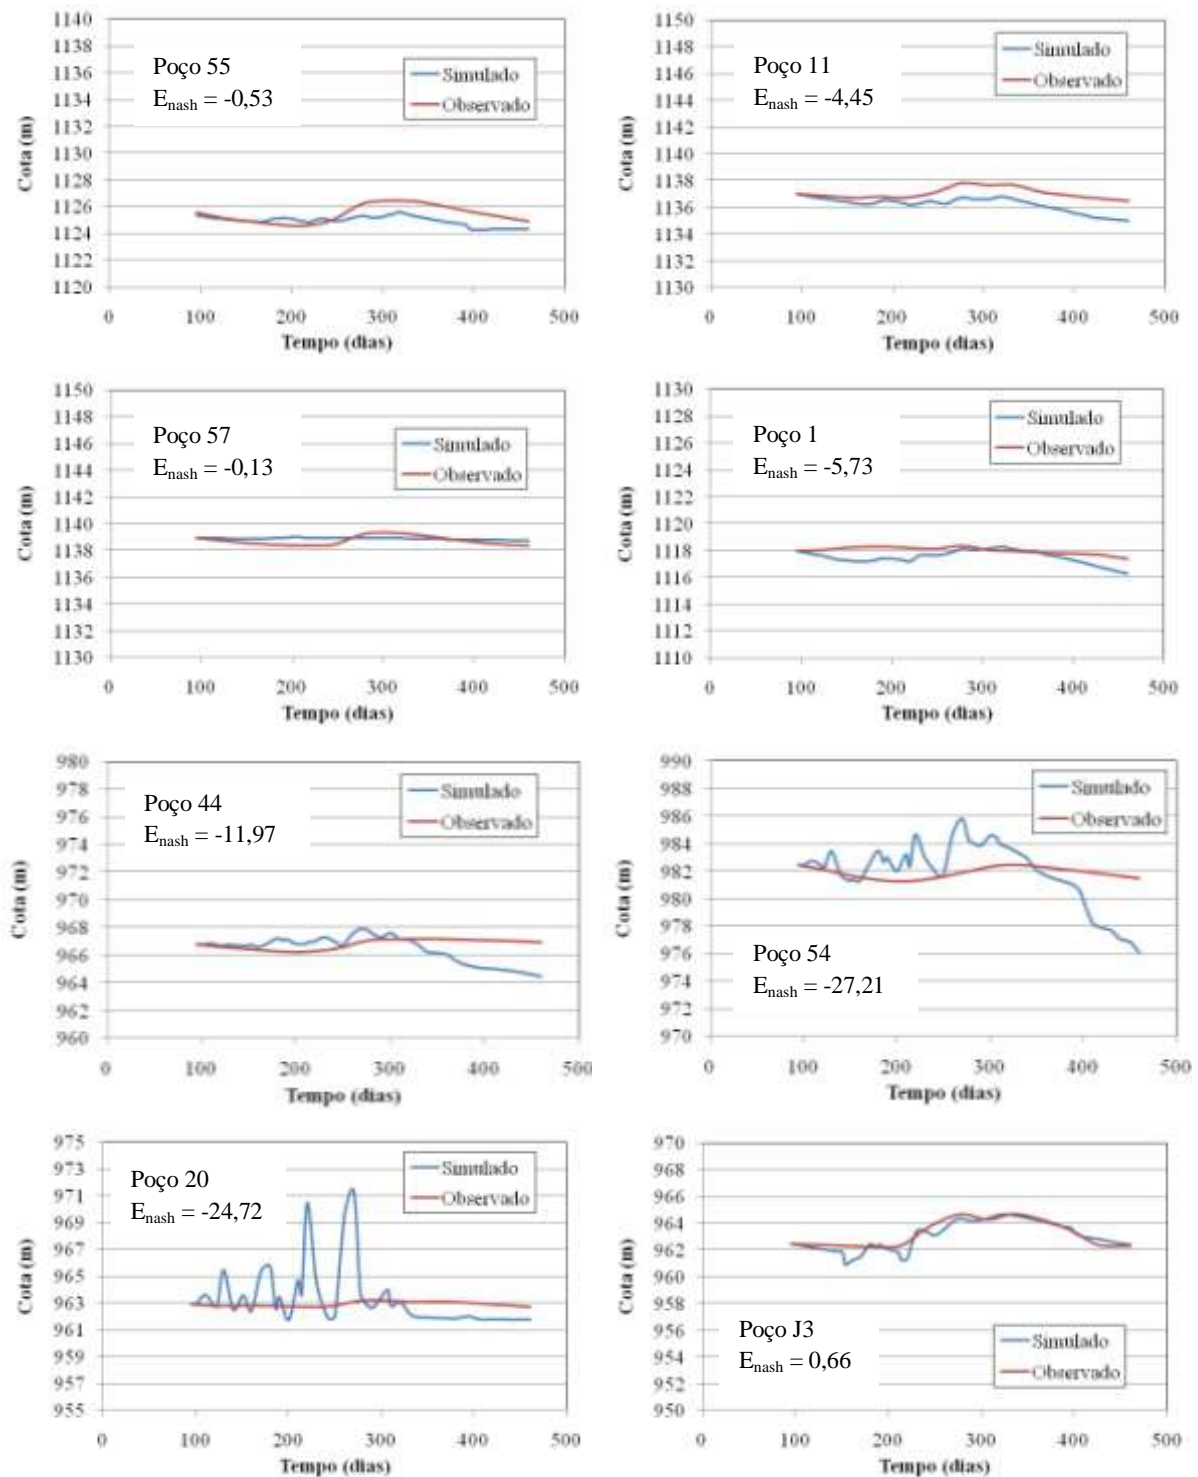 1140
1138
1136
1134
1132
1130
1128
1126
1124
1122
1120
Cota (m)
Poço 55
Enash = -0,53
Simulado
Observado
0 100 200 300 400 500
Tempo (dias)
1150
1148
1146
1144
1142
1140
1138
1136
1134
1132
1130
Cota (m)
Poço 11
Enash = -4,45
Simulado
Observado
0 100 200 300 400 500
Tempo (dias)
1150
1148
1146
1144
1142
1140
1138
1136
1134
1132
1130
Cota (m)
Poço 57
Enash = -0,13
Simulado
Observado
0 100 200 300 400 500
Tempo (dias)
1130
1128
1126
1124
1122
1120
1118
1116
1114
1112
1110
Cota (m)
Poço 1
Enash = -5,73
Simulado
Observado
0 100 200 300 400 500
Tempo (dias)
980
978
976
974
972
970
968
966
964
962
960
Cota (m)
Poço 44
Enash = -11,97
Simulado
Observado
0 100 200 300 400 500
Tempo (dias)
990
988
986
984
982
980
978
976
974
972
970
Cota (m)
Simulado
Observado
Poço 54
Enash = -27,21
0 100 200 300 400 500
Tempo (dias)
975
973
971
969
967
965
963
961
959
957
955
Cota (m)
Poço 20
Enash = -24,72
Simulado
Observado
0 100 200 300 400 500
Tempo (dias)
970
968
966
964
962
960
958
956
954
952
950
Cota (m)
Poço J3
Enash = 0,66
Simulado
Observado
0 100 200 300 400 500
Tempo (dias)